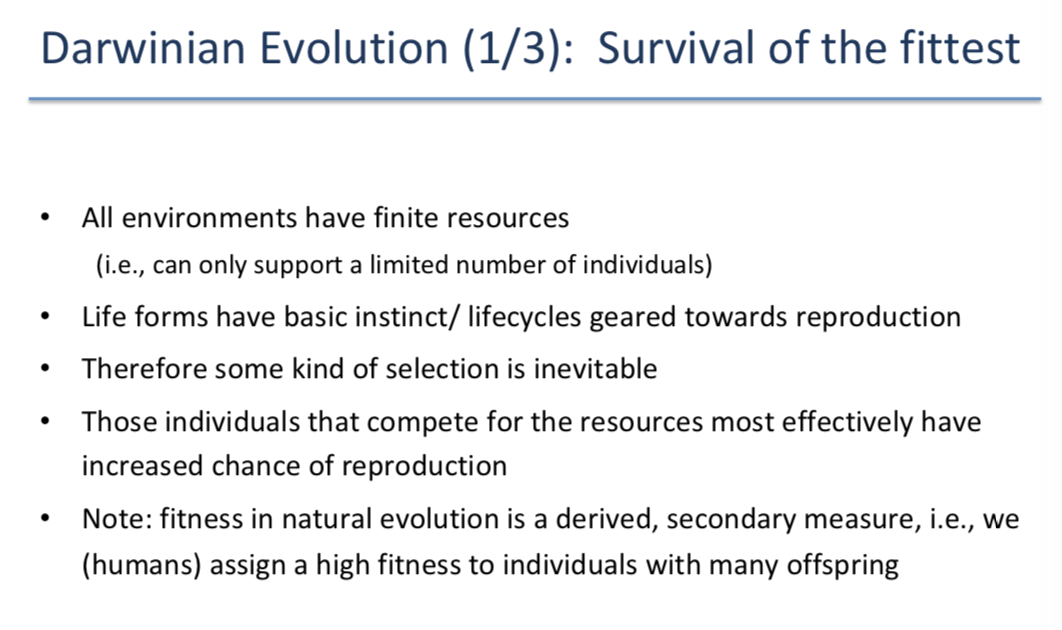 Darwinian Evolution (1/3):  Survival of the fittest
• All environments have finite resources
(i.e., can only support a limited number of individuals)
• Life forms have basic instinct/ lifecycles geared towards reproduction
• Therefore some kind of selection is inevitable
• Those individuals that compete for the resources most effectively have
increased chance of reproduction
• Note: fitness in natural evolution is a derived, secondary measure, i.e., we
(humans) assign a high fitness to individuals with many offspring